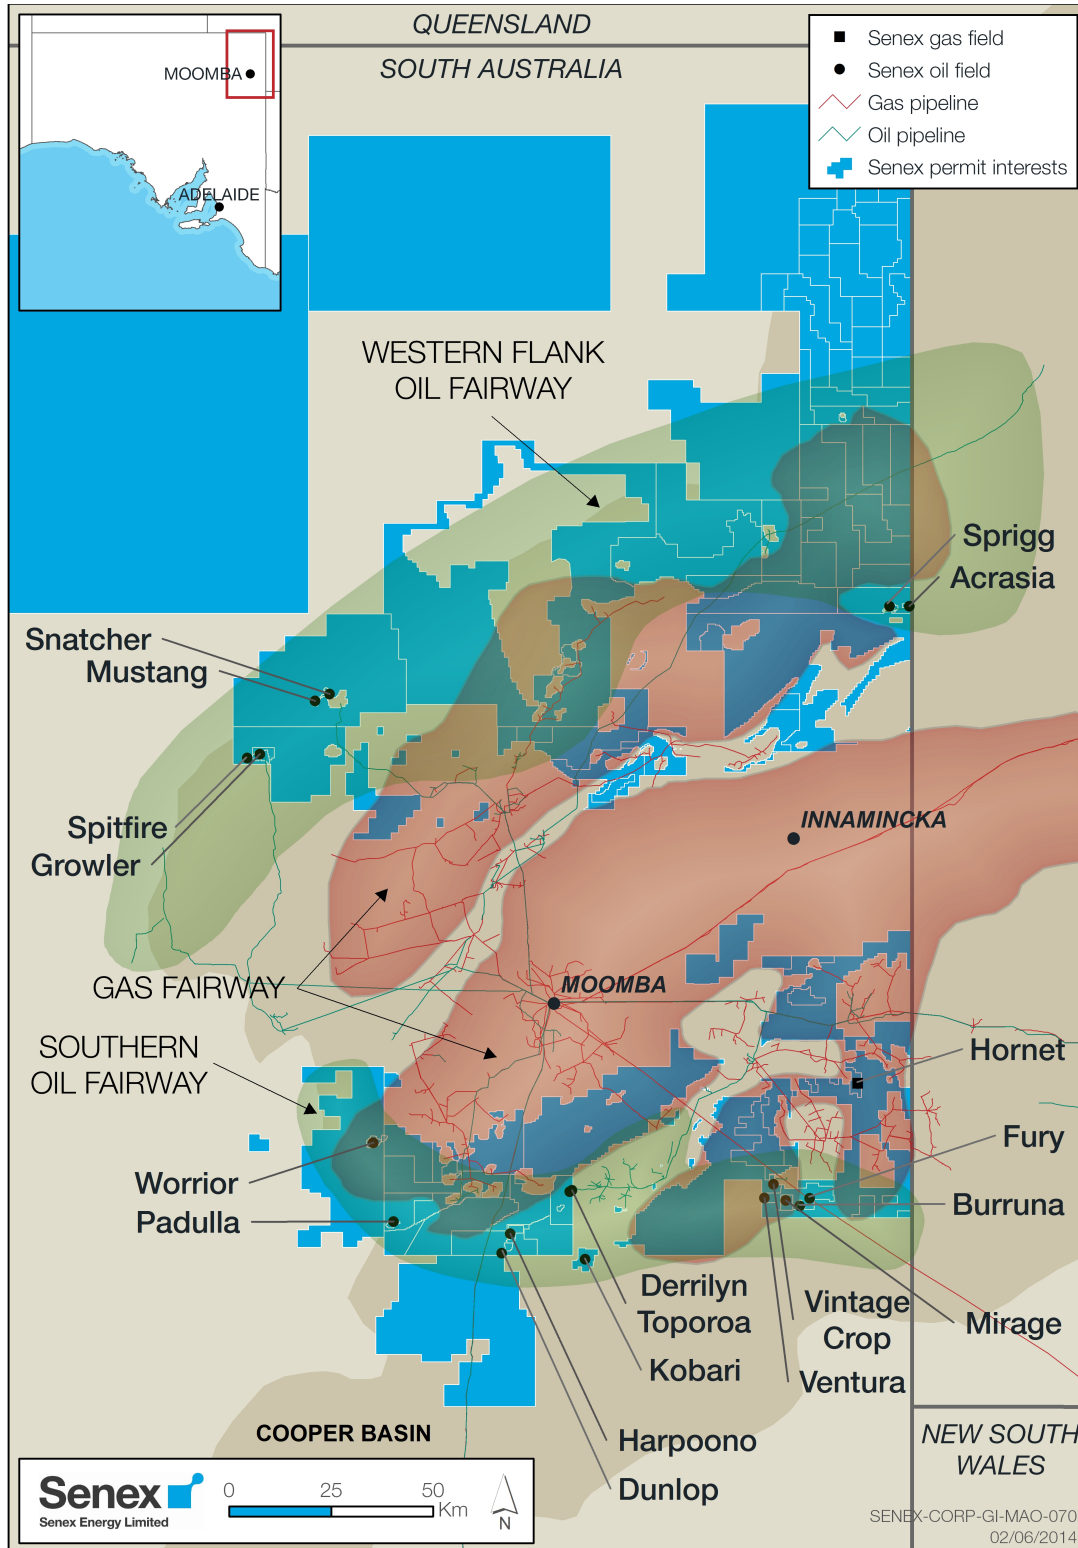 QUEENSLAND
SOUTH AUSTRALIA
MOOMBA
ADELAIDE
Senex gas field
Senex oil field
Gas pipeline
Oil pipeline
Senex permit interests
WESTERN FLANK
OIL FAIRWAY
Sprigg
Acrasia
Snatcher
Mustang
Spitfire
Growler
INNAMINCKA
GAS FAIRWAY
MOOMBA
SOUTHERN
OIL FAIRWAY
Hornet
Fury
Worrior
Padulla
Burruna
Derrilyn
Toporoa
Kobari
Vintage
Crop
Mirage
Ventura
COOPER BASIN
Harpoono
Dunlop
NEW SOUTH
WALES
Senex
Senex Energy Limited
0 25 50
Km
N
SENEX-CORP-GI-MAO-070
02/06/2014